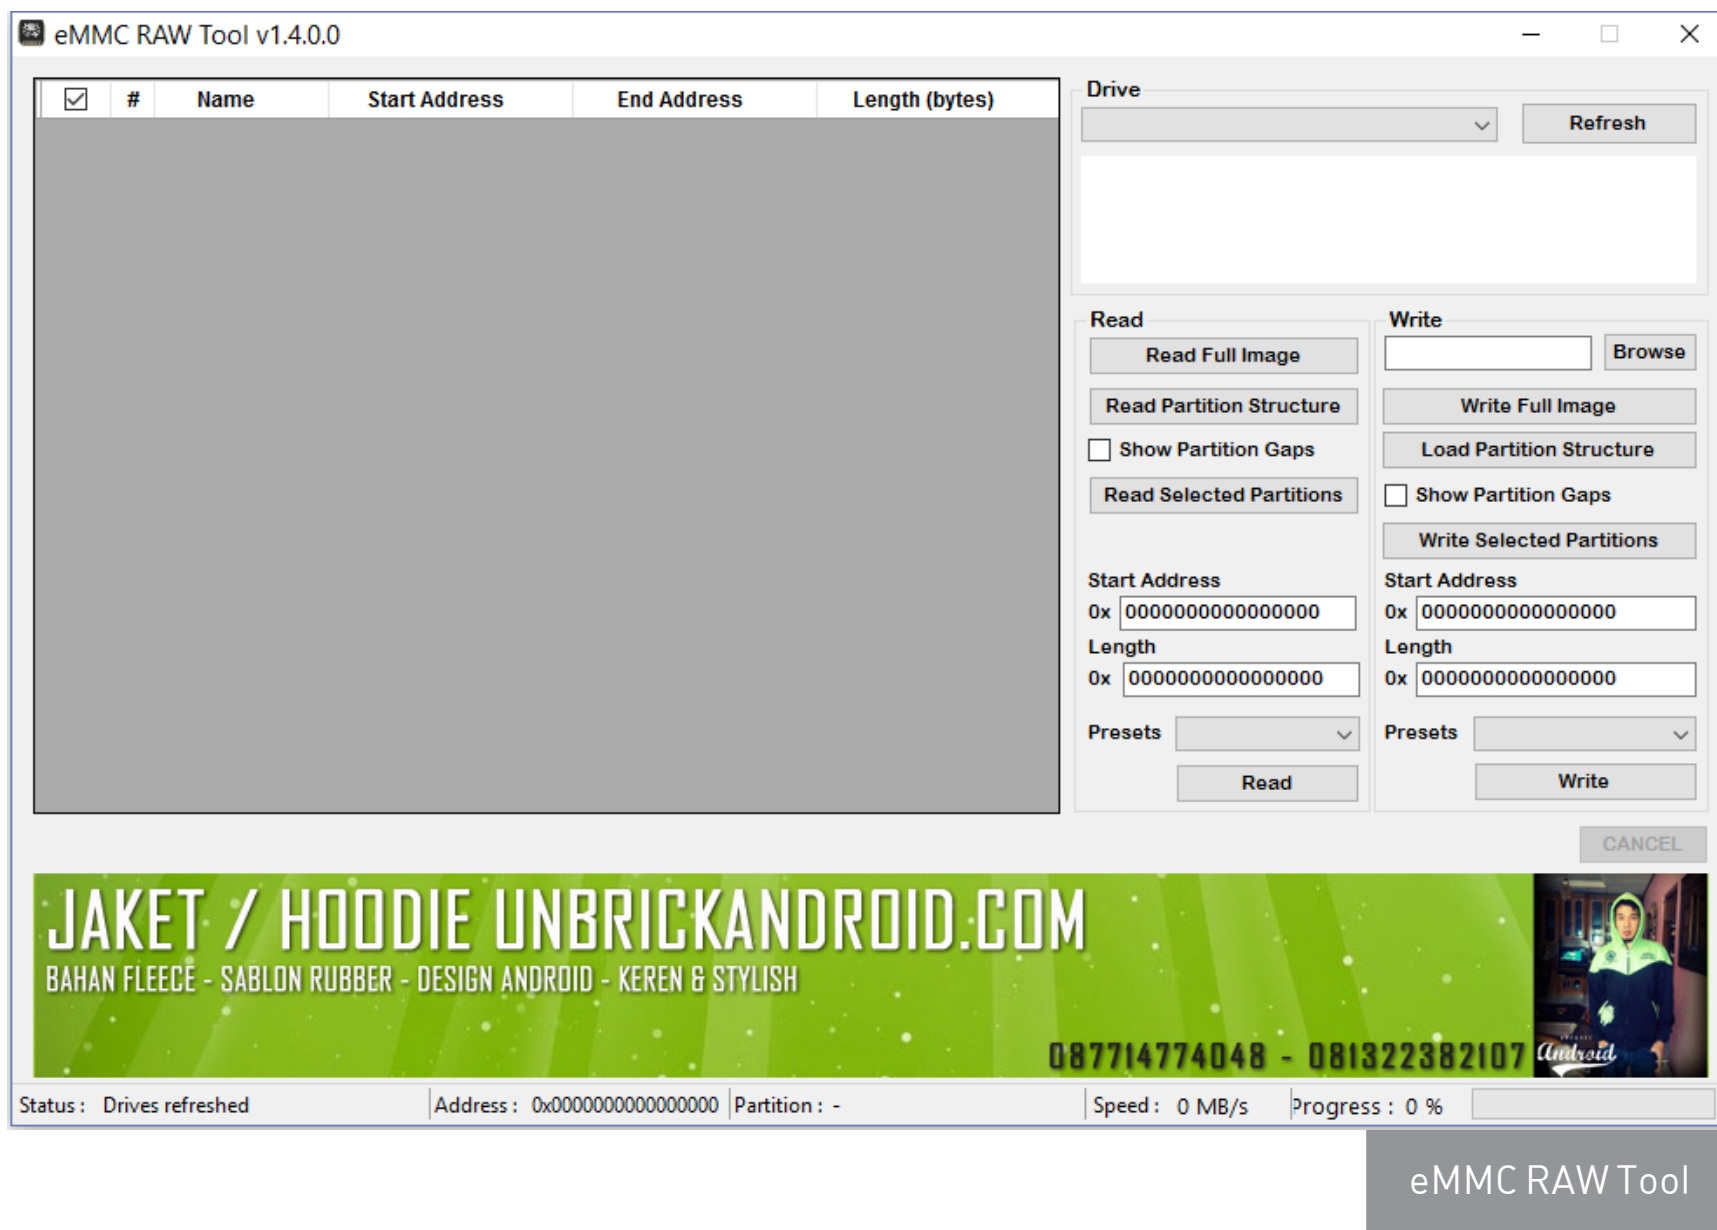 eMMC RAW Tool v1.4.0.0
# Name Start Address End Address Length (bytes)
Drive
Refresh
Read
Read Full Image
Read Partition Structure
Show Partition Gaps
Read Selected Partitions
Start Address
0x 0000000000000000
Length
0x 0000000000000000
Presets
Read
Write
Browse
Write Full Image
Load Partition Structure
Show Partition Gaps
Write Selected Partitions
Start Address
0x 0000000000000000
Length
0x 0000000000000000
Presets
Write
CANCEL
JAKET / HOODIE UNBRICKANDROID.COM
BAHAN FLEECE - SABLON RUBBER - DESIGN ANDROID - KEREN & STYLISH
087714774048 - 081322382107
Android
Status : Drives refreshed Address : 0x0000000000000000 Partition : - Speed : 0 MB/s Progress : 0 %
eMMC RAW Tool